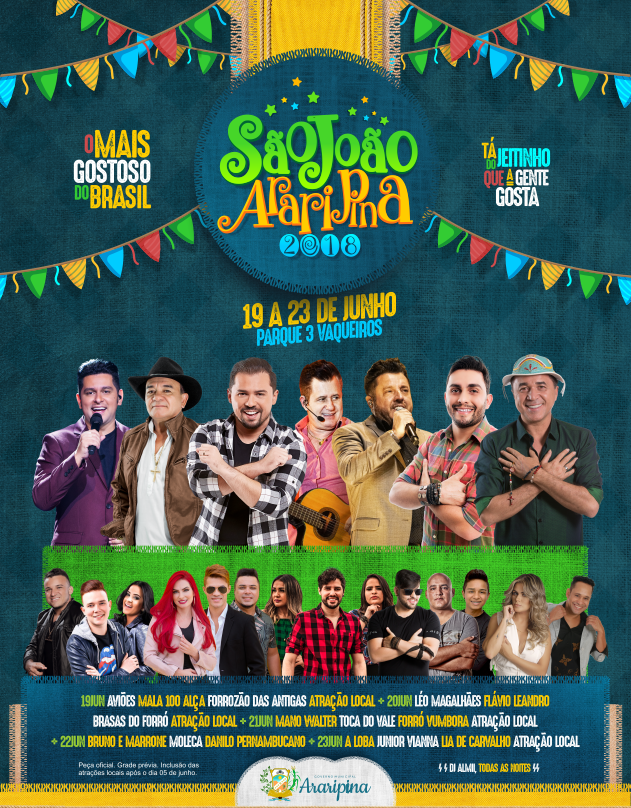 São João
Araripina
2018
O MAIS
GOSTOSO
DO BRASIL
TÁ DO JEITINHO
QUE A GENTE
GOSTA
19 A 23 DE JUNHO
PARQUE 3 VAQUEIROS
19JUN AVIÕES MALA 100 ALÇA FORROZÃO DAS ANTIGAS ATRAÇÃO LOCAL + 20JUN LÉO MAGALHÃES FLÁVIO LEANDRO
BRASAS DO FORRÓ ATRAÇÃO LOCAL + 21JUN MANO WALTER TOCA DO VALE FORRÓ VUMBORA ATRAÇÃO LOCAL
+ 22JUN BRUNO E MARRONE MOLECA DANILO PERNAMBUCANO + 23JUN A LOBA JUNIOR VIANNA LIA DE CARVALHO ATRAÇÃO LOCAL
Peça oficial. Grade prévia. Inclusão das
atrações locais após o dia 05 de junho.
DJ ALMIR, TODAS AS NOITES
GOVERNO MUNICIPAL
Araripina